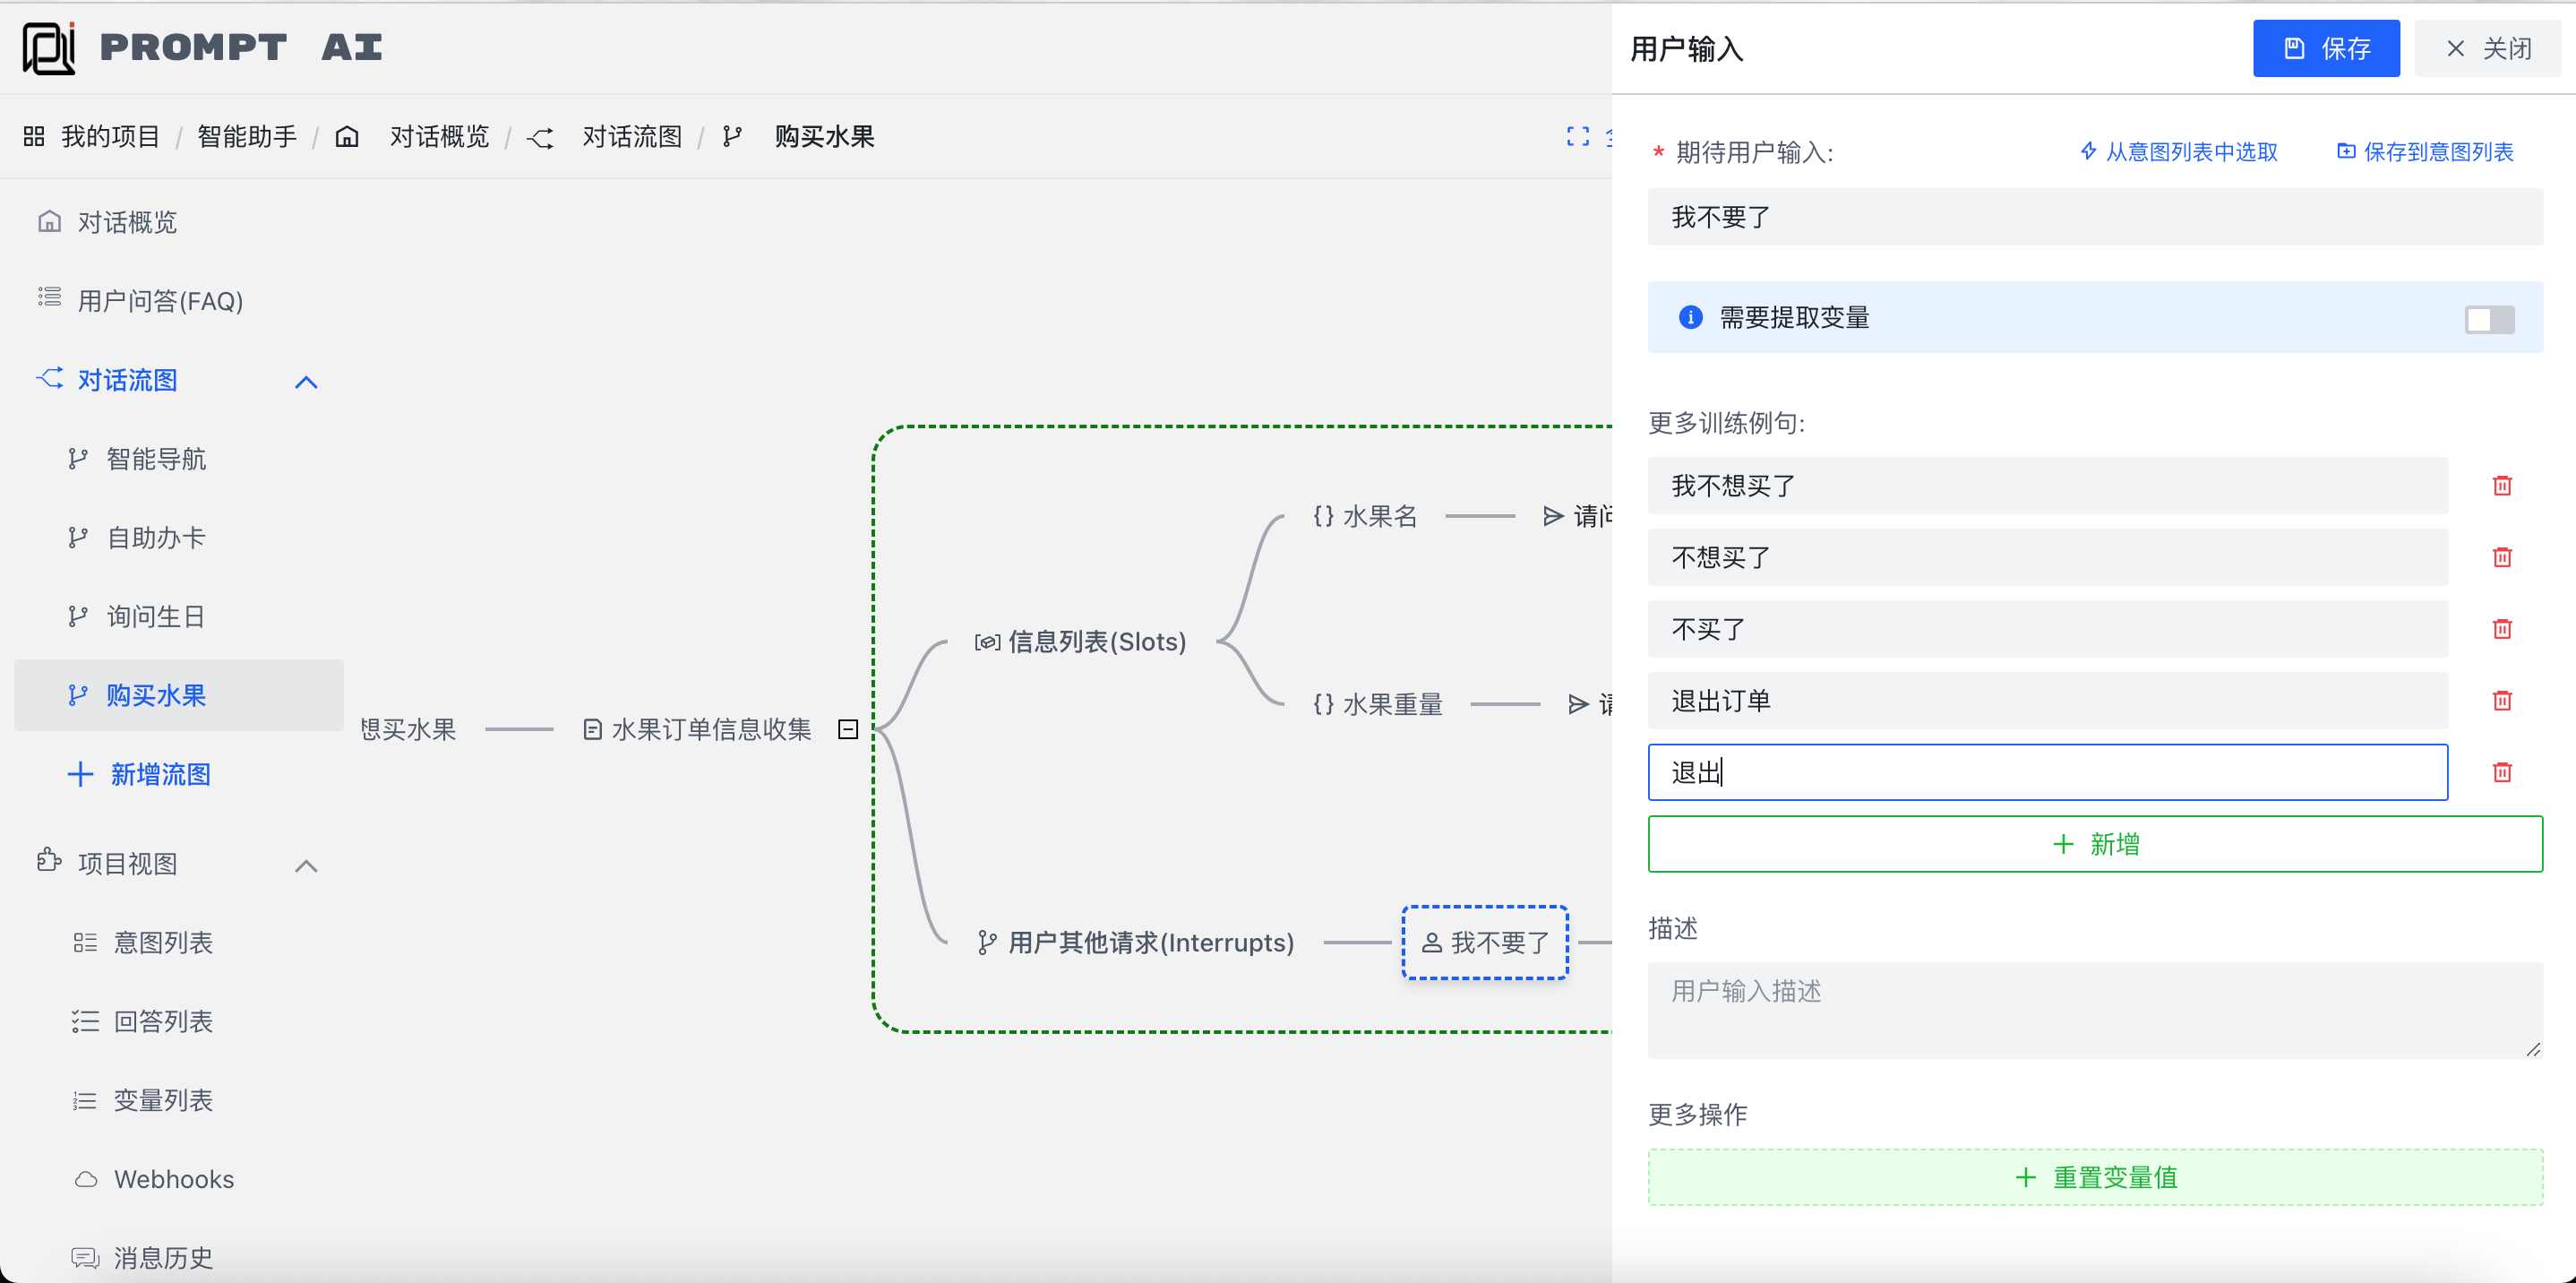 PROMPT AI
用户输入
保存
关闭
我的项目 / 智能助手 / 对话概览 / 对话流图 / 购买水果
对话概览
用户问答(FAQ)
对话流图
智能导航
自助办卡
询问生日
购买水果
新增流图
项目视图
意图列表
回答列表
变量列表
Webhooks
消息历史
想买水果
水果订单信息收集
信息列表(Slots)
{} 水果名
请问
{} 水果重量
请
用户其他请求(Interrupts)
我不要了
* 期待用户输入:
从意图列表中选取
保存到意图列表
我不要了
需要提取变量
更多训练例句:
我不想买了
不想买了
不买了
退出订单
退出
+ 新增
描述
用户输入描述
更多操作
+ 重置变量值